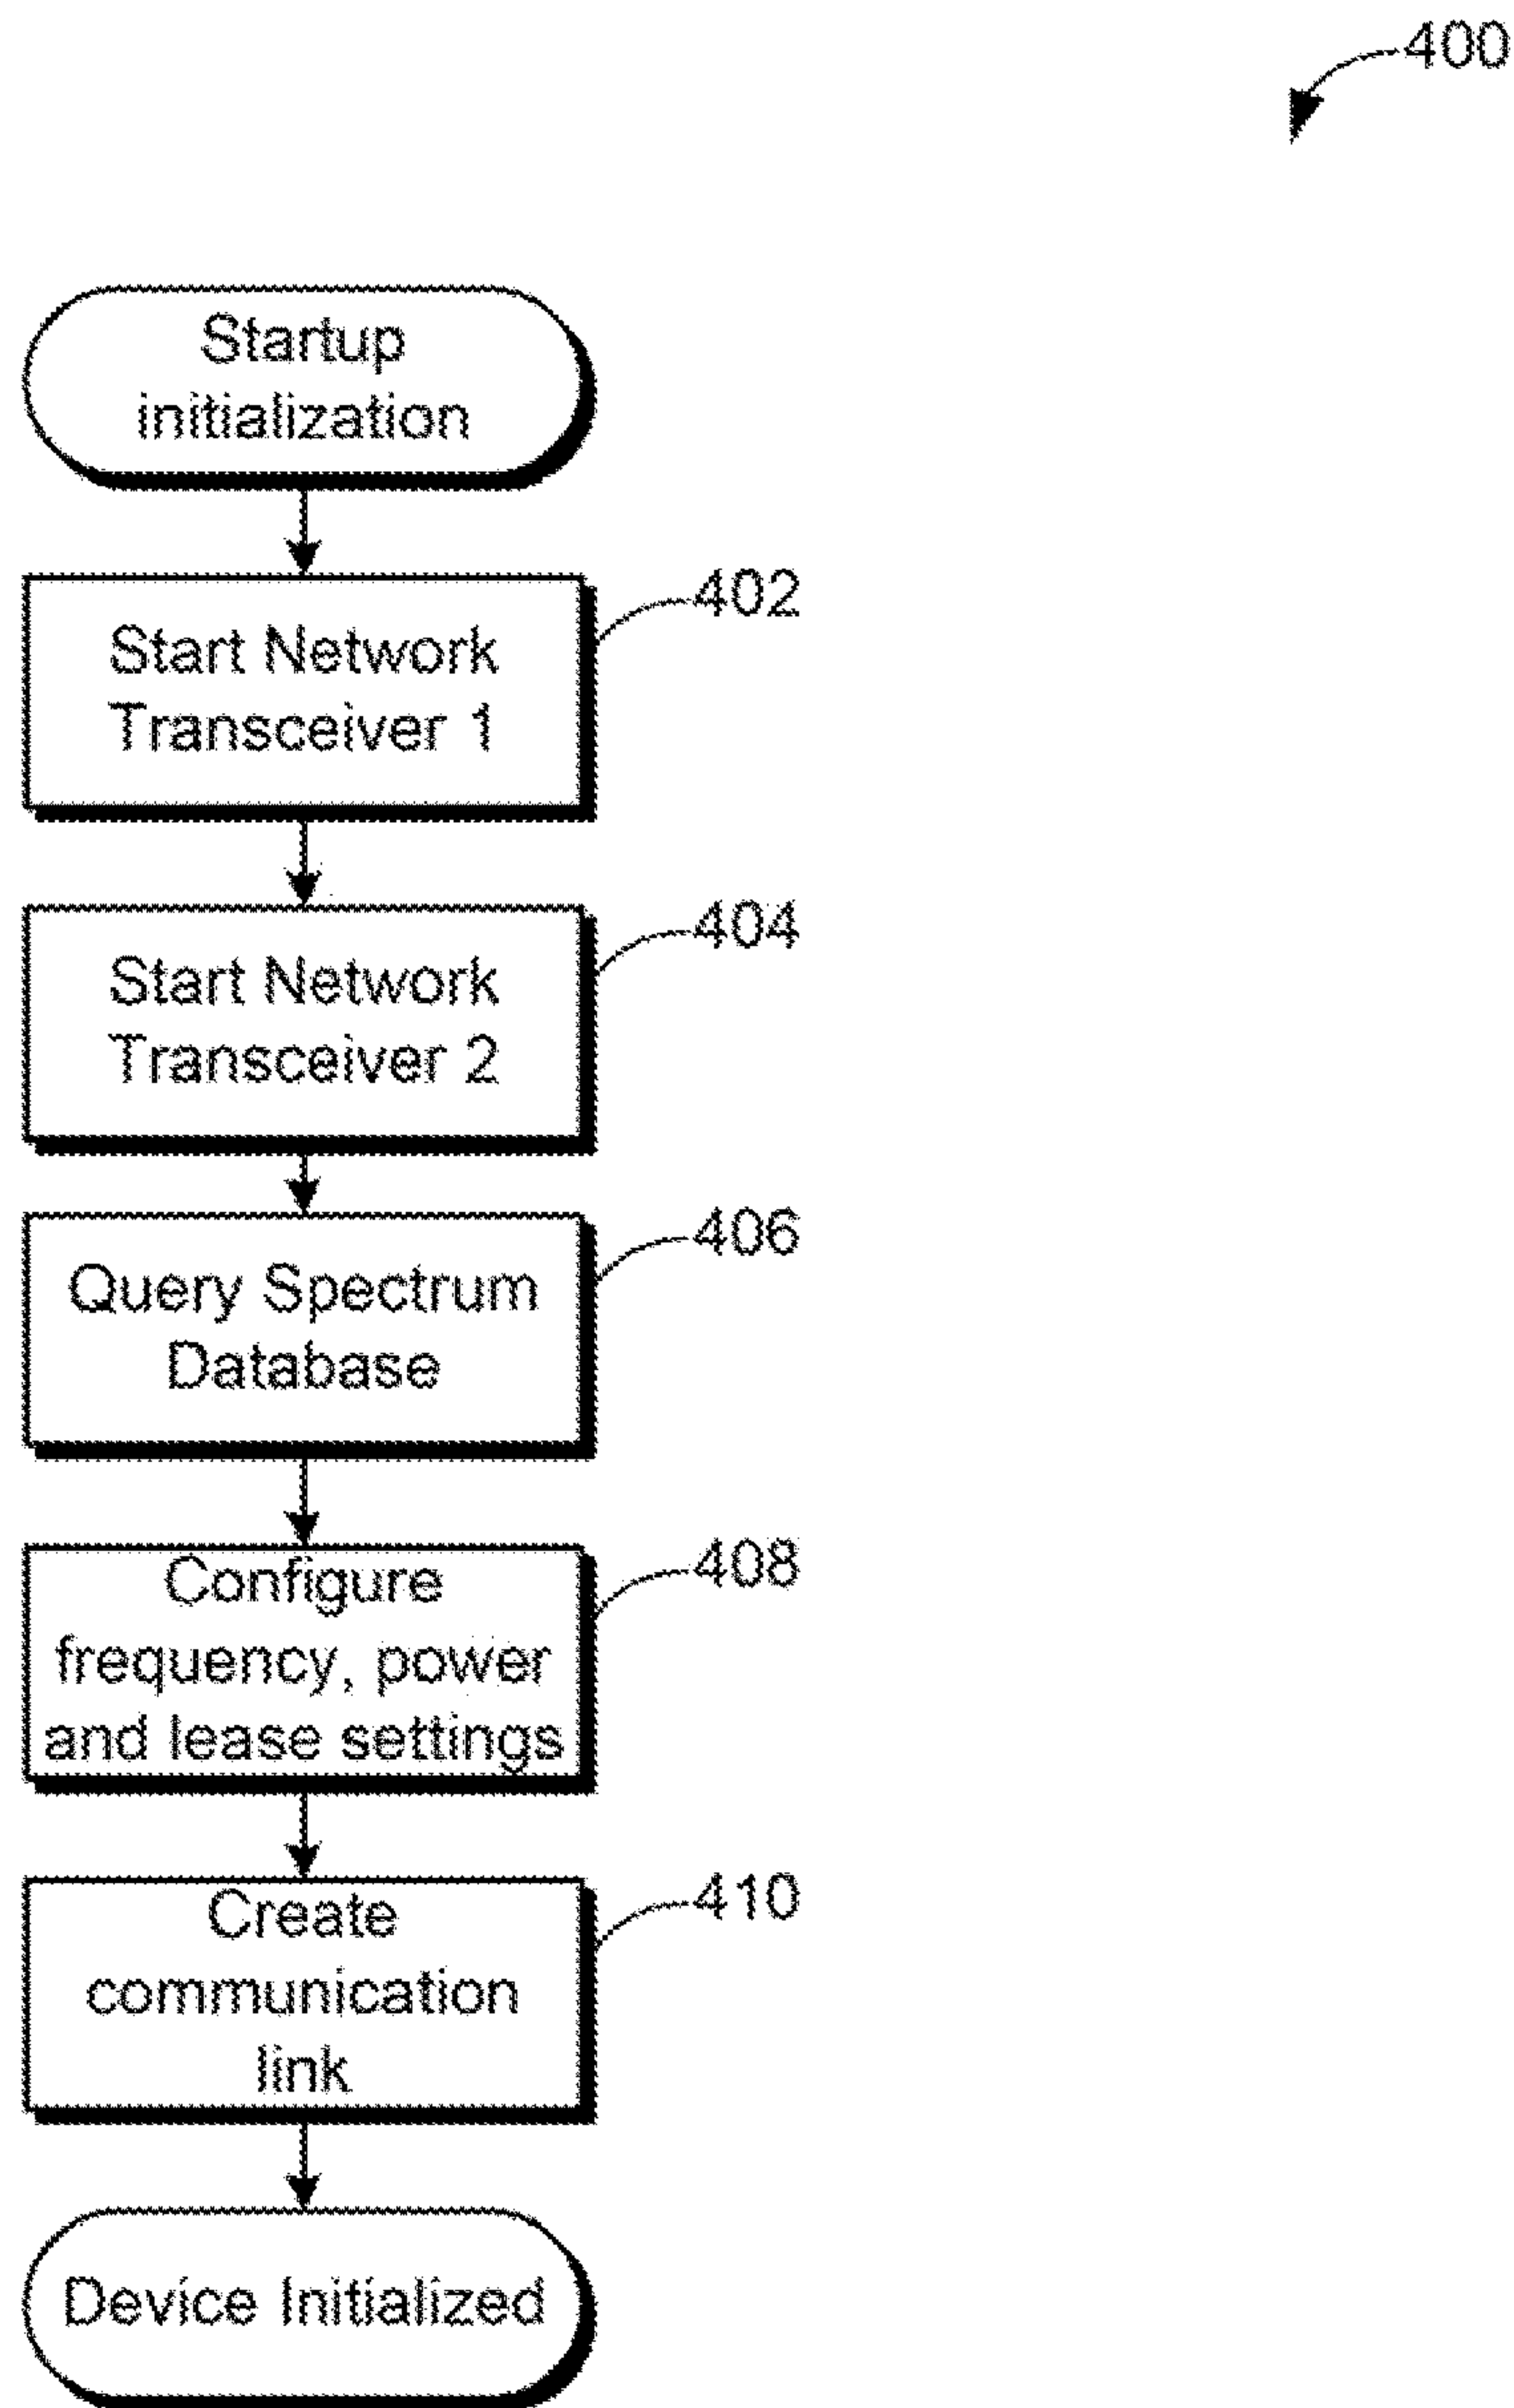 400
Startup
initialization
402
Start Network
Transceiver 1
404
Start Network
Transceiver 2
406
Query Spectrum
Database
408
Configure
frequency, power
and lease settings
410
Create
communication
link
Device Initialized